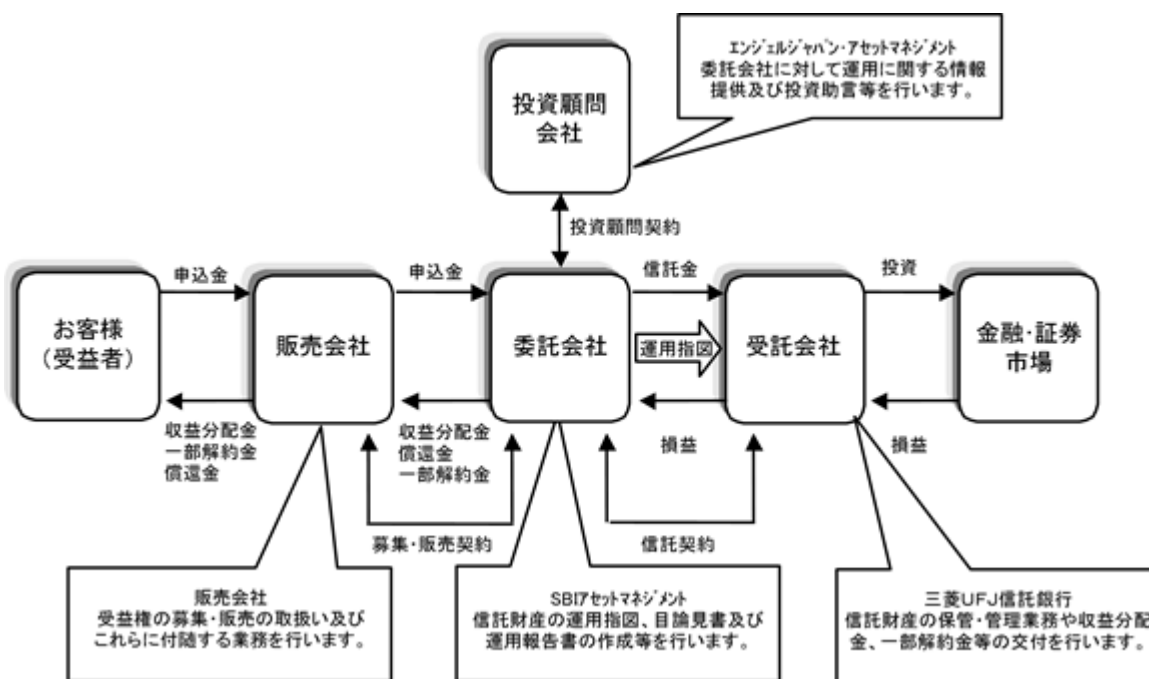 エンジェルジャパン・アセットマネジメント
委託会社に対して運用に関する情報
提供及び投資助言等を行います。
投資顧問
会社
投資顧問契約
申込金
申込金
信託金
投資
お客様
(受益者)
販売会社
委託会社
運用指図
受託会社
金融・証券
市場
収益分配金
一部解約金
償還金
収益分配金
償還金
一部解約金
損益
損益
募集・販売契約
信託契約
販売会社
受益権の募集・販売の取扱い及び
これらに付随する業務を行います。
SBIアセットマネジメント
信託財産の運用指図、目論見書及び
運用報告書の作成等を行います。
三菱UFJ信託銀行
信託財産の保管・管理業務や収益分配
金、一部解約金等の交付を行います。